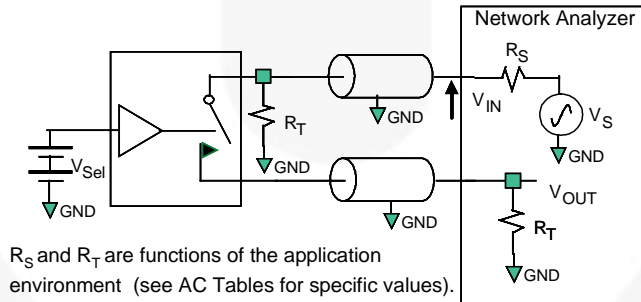 Network Analyzer
R_S
V_IN
V_S
GND
R_T
GND
GND
V_Sel
GND
GND
V_OUT
R_T
GND
GND
R_S and R_T are functions of the application
environment (see AC Tables for specific values).